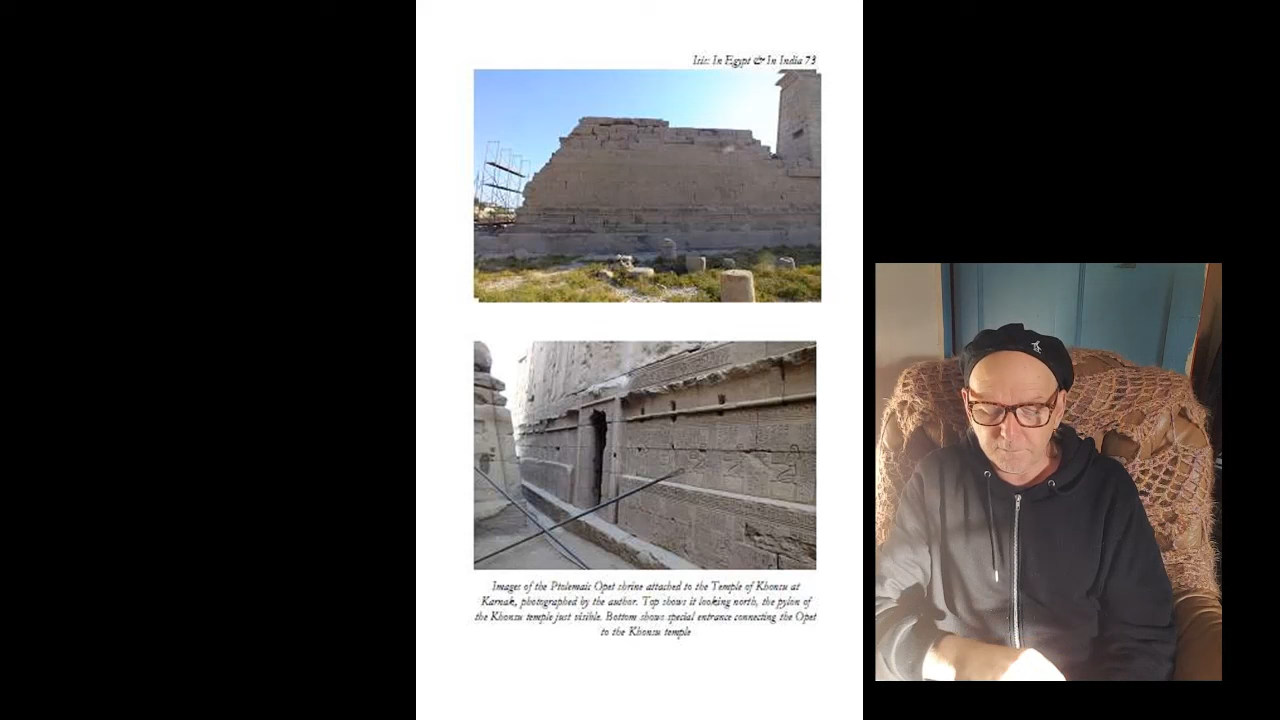 Isis: In Egypt & In India 73
Images of the Ptolemaic Opet shrine attached to the Temple of Khonsu at
Karnak, photographed by the author. Top shows it looking north, the pylon of
the Khonsu temple just visible. Bottom shows special entrance connecting the Opet
to the Khonsu temple